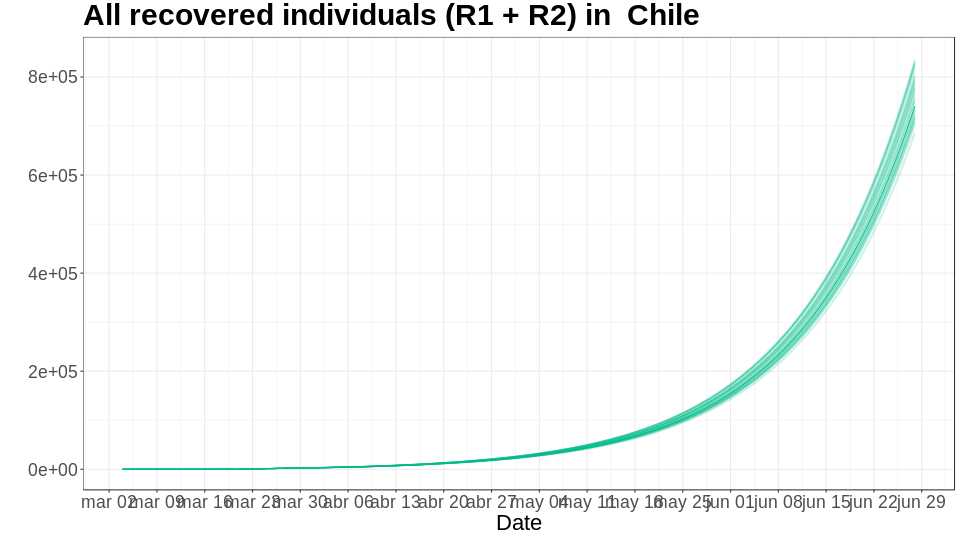 All recovered individuals (R1 + R2) in  Chile
8e+05
6e+05
4e+05
2e+05
0e+00
mar 02 mar 09 mar 16 mar 23 mar 30 abr 06 abr 13 abr 20 abr 27 may 04 may 11 may 18 may 25 jun 01 jun 08 jun 15 jun 22 jun 29
Date